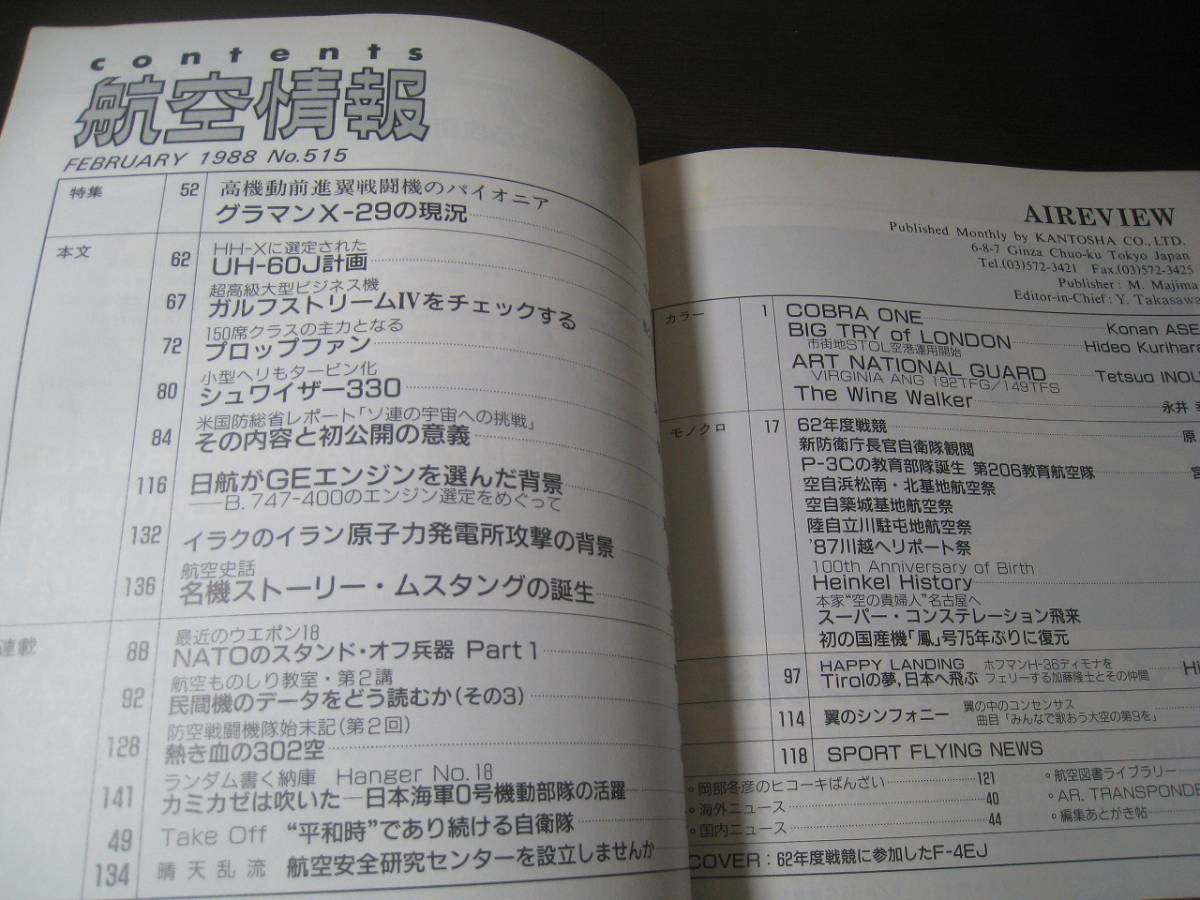 contents
航空情報
FEBRUARY 1988 No.515
特集
52 高機動前進翼戦闘機のパイオニア
グラマンX-29の現況
本文
HH-Xに選定された
62 UH-60J計画
超高級大型ビジネス機
67 ガルフストリームⅣをチェックする
150席クラスの主力となる
72 プロップファン
小型ヘリもタービン化
80 シュワイザー330
米国防総省レポート「ソ連の宇宙への挑戦」
84 その内容と初公開の意義
116 日航がGEエンジンを選んだ背景
――B.747-400のエンジン選定をめぐって
132 イラクのイラン原子力発電所攻撃の背景
航空史話
136 名機ストーリー・ムスタングの誕生
連載
最近のウエポン18
88 NATOのスタンド・オフ兵器 Part 1
航空ものしり教室・第2講
92 民間機のデータをどう読むか(その3)
防空戦闘機隊始末記(第2回)
128 熱き血の302空
ランダム書く納庫 Hanger No.18
141 カミカゼは吹いた―日本海軍0号機動部隊の活躍
49 Take Off “平和時”であり続ける自衛隊
134 晴天乱流 航空安全研究センターを設立しませんか
AIREVIEW
Published Monthly by KANTOSHA CO., LTD.
6-8-7 Ginza Chuo-ku Tokyo Japan
Tel.(03)572-3421 Fax.(03)572-3425
Publisher: M. Majima
Editor-in-Chief: Y. Takasawa
カラー
1 COBRA ONE Konan ASE
BIG TRY of LONDON Hideo Kurihara
市街地STOL空港運用開始
ART NATIONAL GUARD Tetsuo INOU
VIRGINIA ANG 192TFG/149TFS
The Wing Walker 永井
モノクロ
17 62年度戦競 原
新防衛庁長官自衛隊観閲
P-3Cの教育部隊誕生 第206教育航空隊 宮
空自浜松南・北基地航空祭
空自築城基地航空祭
陸自立川駐屯地航空祭
'87川越ヘリポート祭
100th Anniversary of Birth
Heinkel History
本家“空の貴婦人”名古屋へ
スーパー・コンステレーション飛来
初の国産機「鳳」号75年ぶりに復元
97 HAPPY LANDING ホフマンH-36ディモナを
Tirolの夢,日本へ飛ぶ フェリーする加藤隆士とその仲間 Hi
114 翼のシンフォニー 翼の中のコンセンサス
曲目「みんなで歌おう大空の第9を」
118 SPORT FLYING NEWS
岡部冬彦のヒコーキばんざい 121
海外ニュース 40
国内ニュース 44
航空図書ライブラリー
AR. TRANSPONDE
編集あとがき帖
COVER: 62年度戦競に参加したF-4EJ